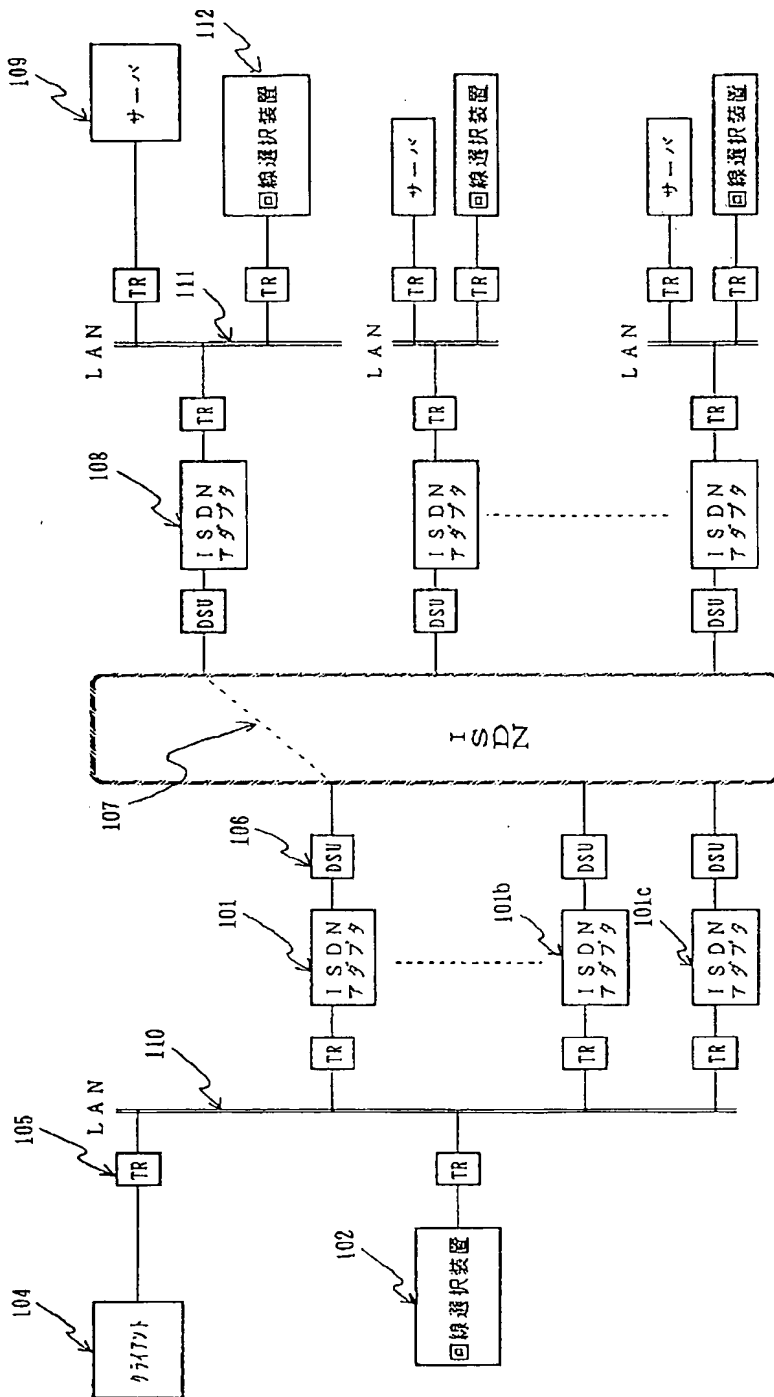 104
クライアント
105
TR
LAN
110
102
回線選択装置
TR
TR
101
ISDN
アダプタ
106
DSU
TR
101b
ISDN
アダプタ
DSU
TR
101c
ISDN
アダプタ
DSU
107
ISDN
DSU
108
ISDN
アダプタ
TR
LAN
111
TR
109
サーバ
TR
112
回線選択装置
DSU
ISDN
アダプタ
TR
LAN
TR
サーバ
TR
回線選択装置
DSU
ISDN
アダプタ
TR
LAN
TR
サーバ
TR
回線選択装置